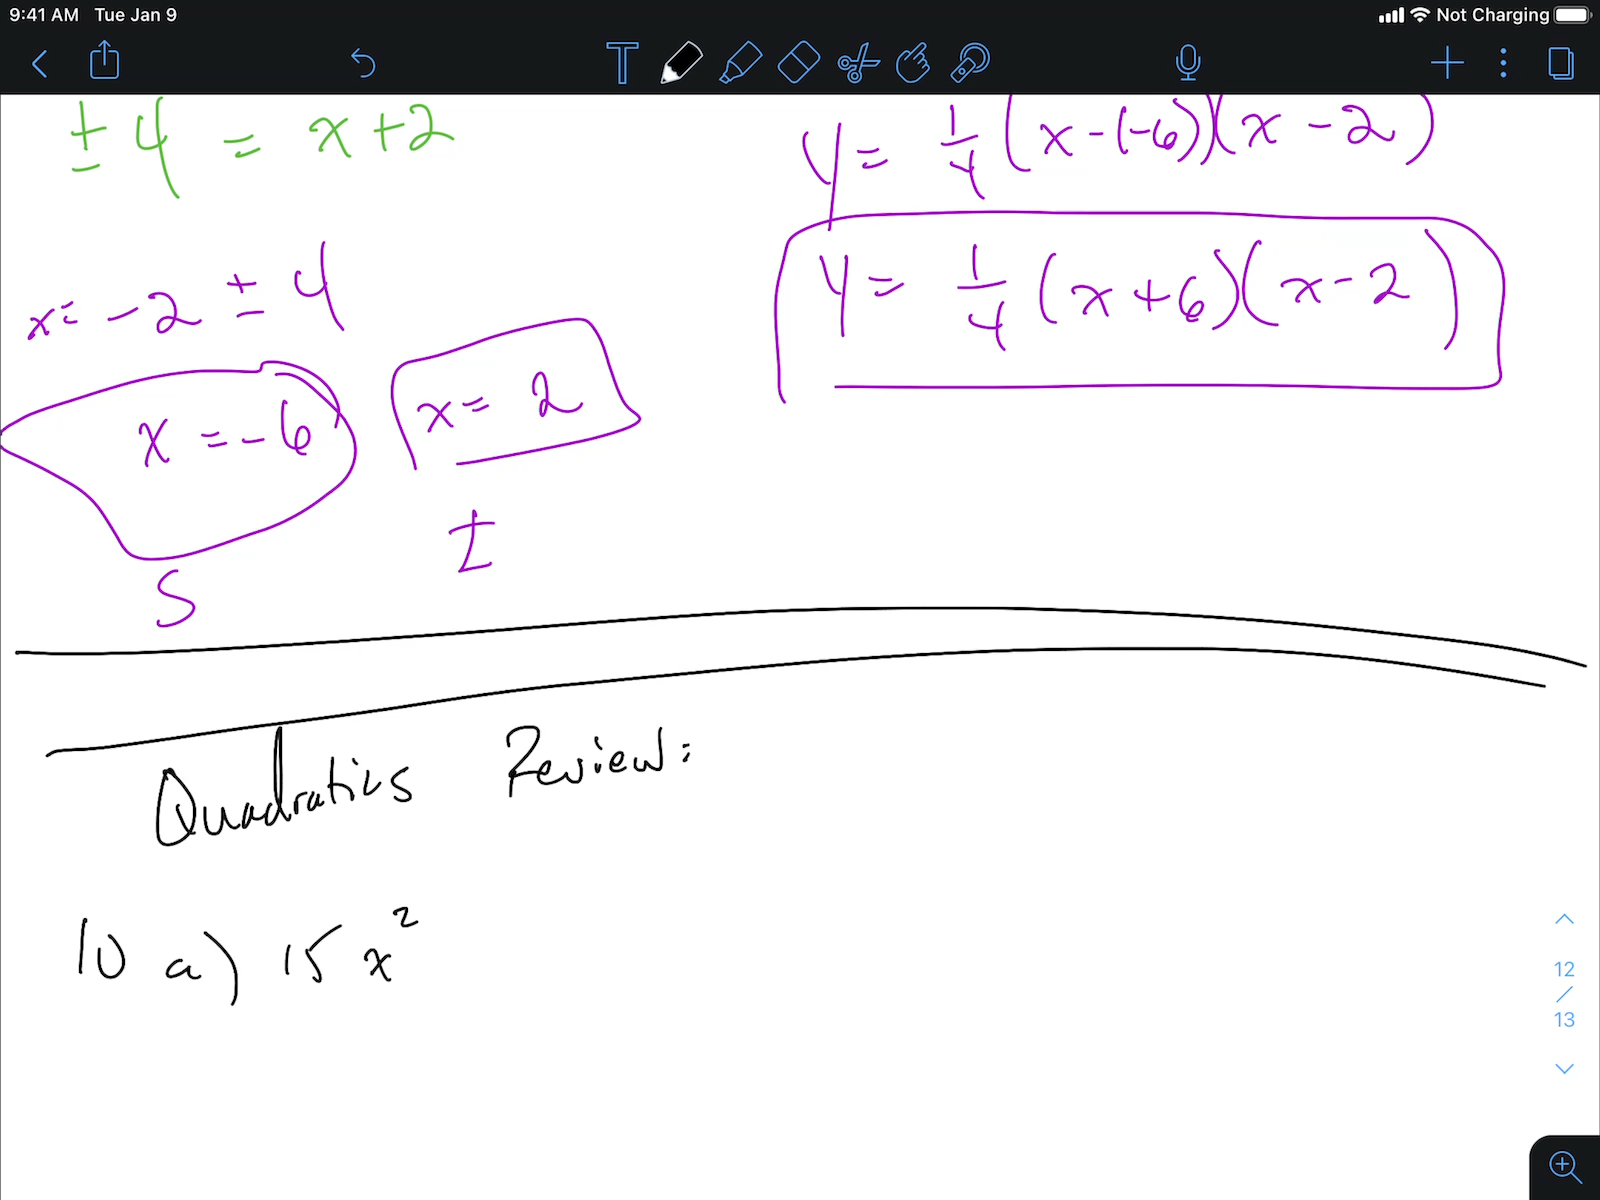 9:41 AM Tue Jan 9
Not Charging
± 4 = x+2
y = 1/4 (x-(-6))(x-2)
x = -2 ± 4
y = 1/4 (x+6)(x-2)
x = -6
x = 2
S
Quadratics Review:
10 a) 15x²
12
/
13